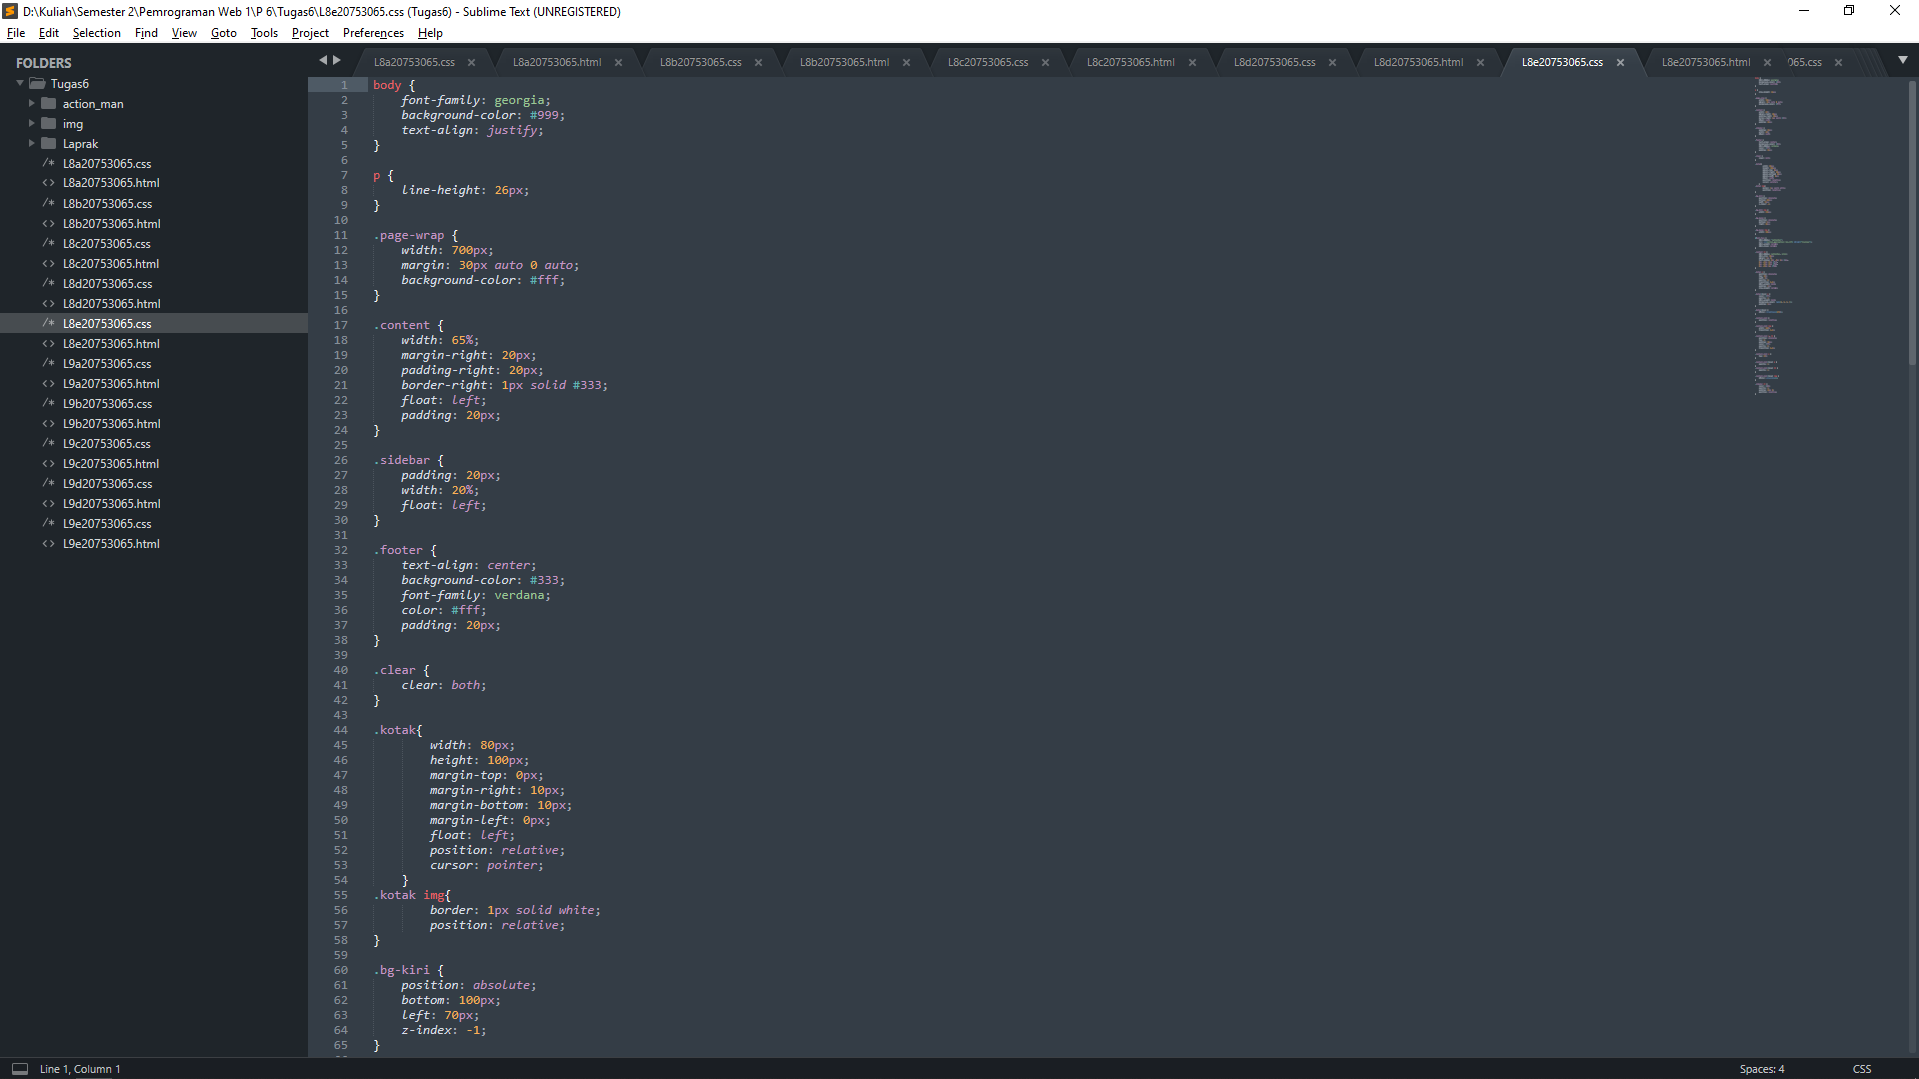 D:\Kuliah\Semester 2\Pemrograman Web 1\P 6\Tugas6\L8e20753065.css (Tugas6) - Sublime Text (UNREGISTERED)
File Edit Selection Find View Goto Tools Project Preferences Help
FOLDERS
Tugas6
action_man
img
Laprak
/* L8a20753065.css
<> L8a20753065.html
/* L8b20753065.css
<> L8b20753065.html
/* L8c20753065.css
<> L8c20753065.html
/* L8d20753065.css
<> L8d20753065.html
/* L8e20753065.css
<> L8e20753065.html
/* L9a20753065.css
<> L9a20753065.html
/* L9b20753065.css
<> L9b20753065.html
/* L9c20753065.css
<> L9c20753065.html
/* L9d20753065.css
<> L9d20753065.html
/* L9e20753065.css
<> L9e20753065.html
L8a20753065.css L8a20753065.html L8b20753065.css L8b20753065.html L8c20753065.css L8c20753065.html L8d20753065.css L8d20753065.html L8e20753065.css L8e20753065.html 065.css
1 body {
2 font-family: georgia;
3 background-color: #999;
4 text-align: justify;
5 }
6
7 p {
8 line-height: 26px;
9 }
10
11 .page-wrap {
12 width: 700px;
13 margin: 30px auto 0 auto;
14 background-color: #fff;
15 }
16
17 .content {
18 width: 65%;
19 margin-right: 20px;
20 padding-right: 20px;
21 border-right: 1px solid #333;
22 float: left;
23 padding: 20px;
24 }
25
26 .sidebar {
27 padding: 20px;
28 width: 20%;
29 float: left;
30 }
31
32 .footer {
33 text-align: center;
34 background-color: #333;
35 font-family: verdana;
36 color: #fff;
37 padding: 20px;
38 }
39
40 .clear {
41 clear: both;
42 }
43
44 .kotak{
45 width: 80px;
46 height: 100px;
47 margin-top: 0px;
48 margin-right: 10px;
49 margin-bottom: 10px;
50 margin-left: 0px;
51 float: left;
52 position: relative;
53 cursor: pointer;
54 }
55 .kotak img{
56 border: 1px solid white;
57 position: relative;
58 }
59
60 .bg-kiri {
61 position: absolute;
62 bottom: 100px;
63 left: 70px;
64 z-index: -1;
65 }
Line 1, Column 1
Spaces: 4 CSS